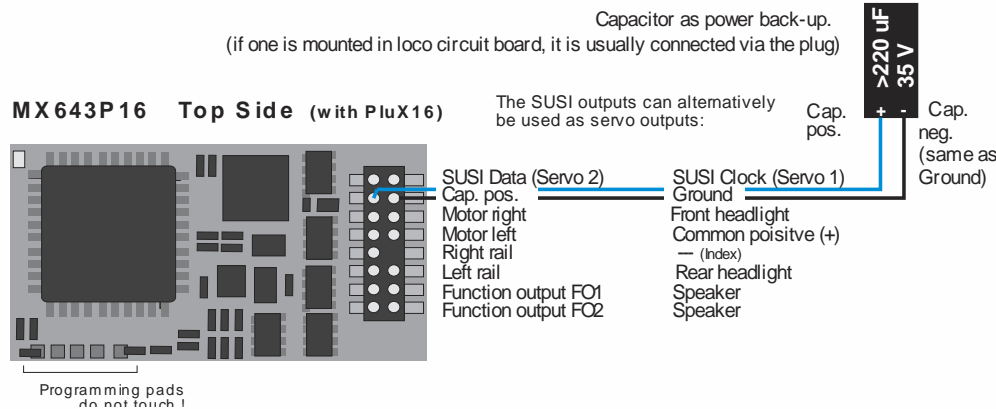 Capacitor as power back-up.
(if one is mounted in loco circuit board, it is usually connected via the plug)
>220 uF
35 V
+ -
MX643P16 Top Side (with PluX16)
The SUSI outputs can alternatively
be used as servo outputs:
Cap.
pos.
Cap.
neg.
(same as
Ground)
SUSI Data (Servo 2) SUSI Clock (Servo 1)
Cap. pos. Ground
Motor right Front headlight
Motor left Common poisitve (+)
Right rail --- (Index)
Left rail Rear headlight
Function output FO1 Speaker
Function output FO2 Speaker
Programming pads
do not touch !